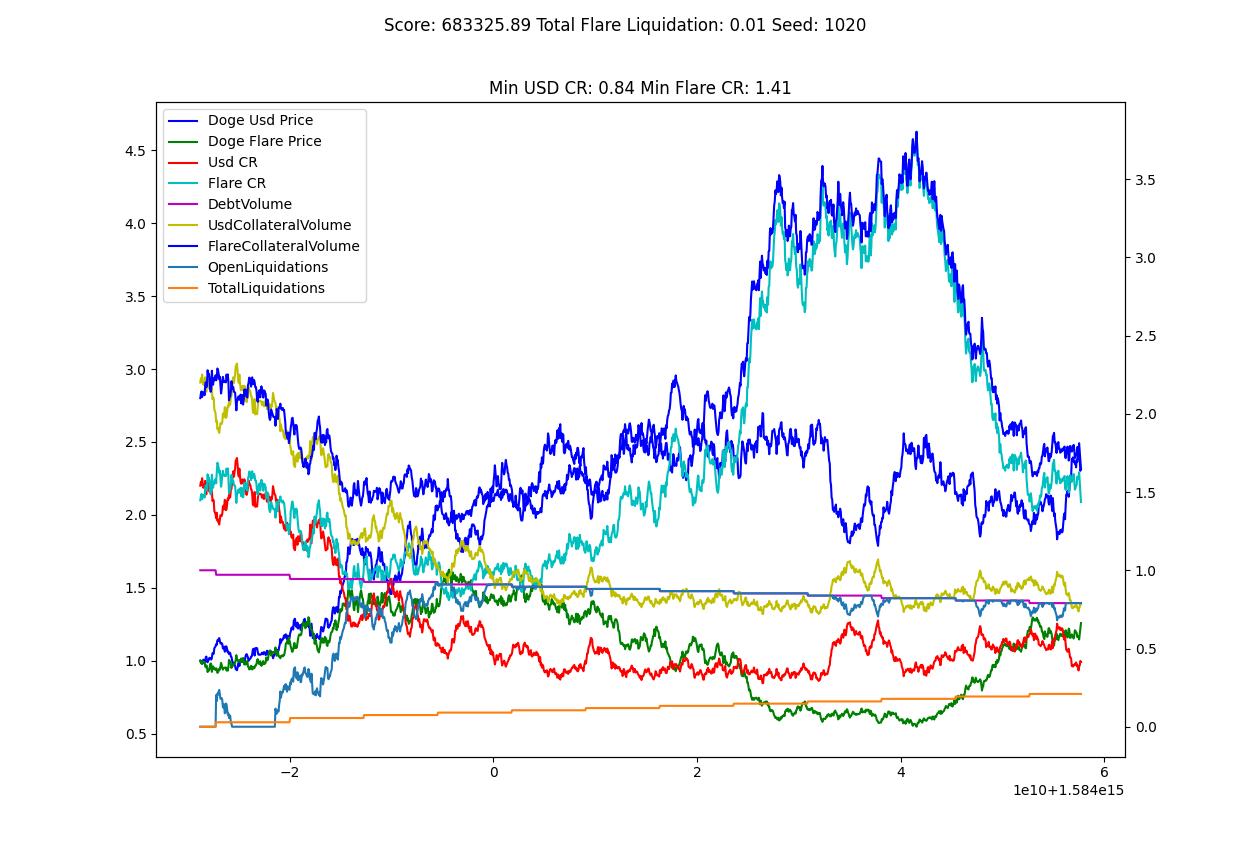 Score: 683325.89 Total Flare Liquidation: 0.01 Seed: 1020
Min USD CR: 0.84 Min Flare CR: 1.41
Doge Usd Price
Doge Flare Price
Usd CR
Flare CR
DebtVolume
UsdCollateralVolume
FlareCollateralVolume
OpenLiquidations
TotalLiquidations
4.5
4.0
3.5
3.0
2.5
2.0
1.5
1.0
0.5
3.5
3.0
2.5
2.0
1.5
1.0
0.5
0.0
−2 0 2 4 6
1e10+1.584e15